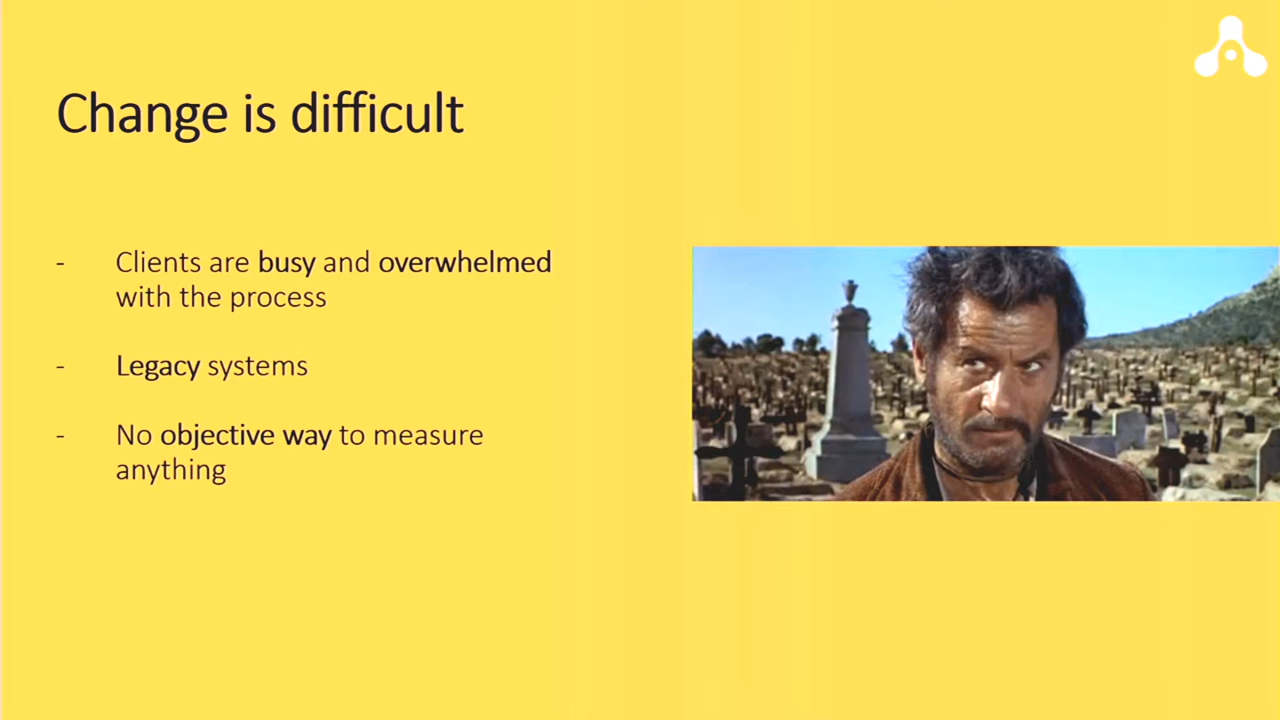 Change is difficult
- Clients are busy and overwhelmed
with the process
- Legacy systems
- No objective way to measure
anything